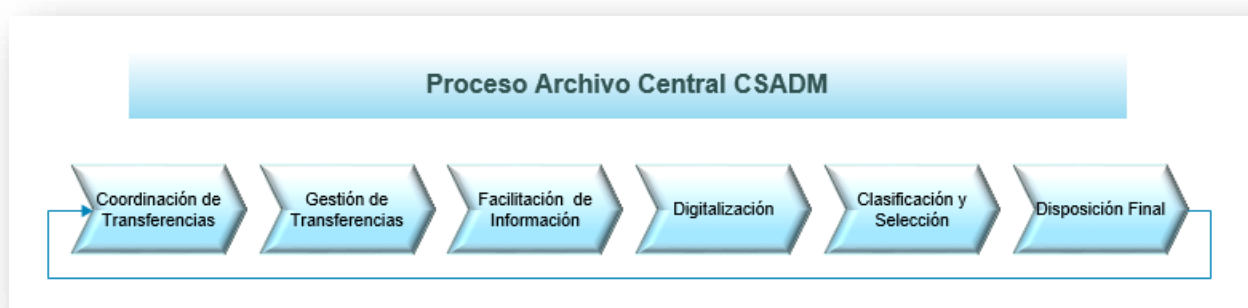 Proceso Archivo Central CSADM
Coordinación de
Transferencias
Gestión de
Transferencias
Facilitación de
Información
Digitalización
Clasificación y
Selección
Disposición Final